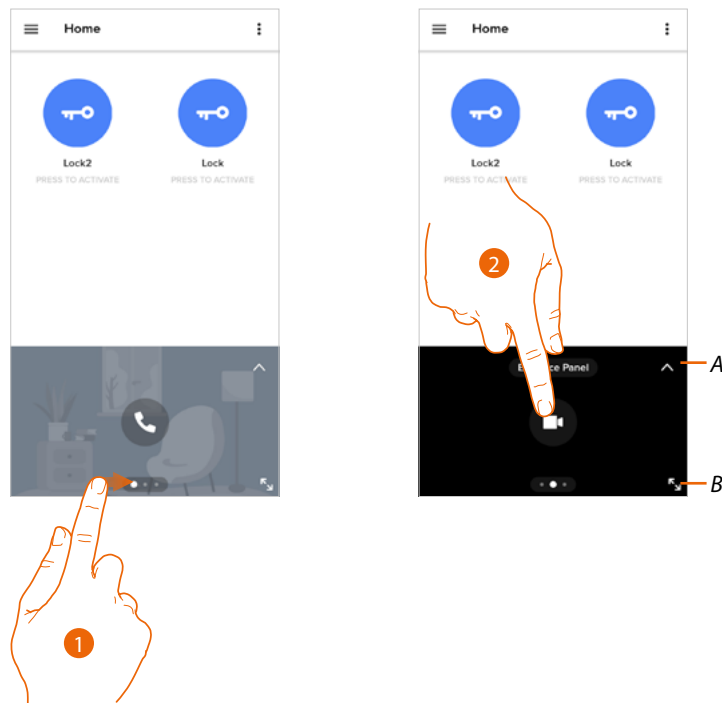 Home
Lock2
Lock
PRESS TO ACTIVATE
PRESS TO ACTIVATE
1
Home
Lock2
Lock
PRESS TO ACTIVATE
PRESS TO ACTIVATE
2
Panel
A
B